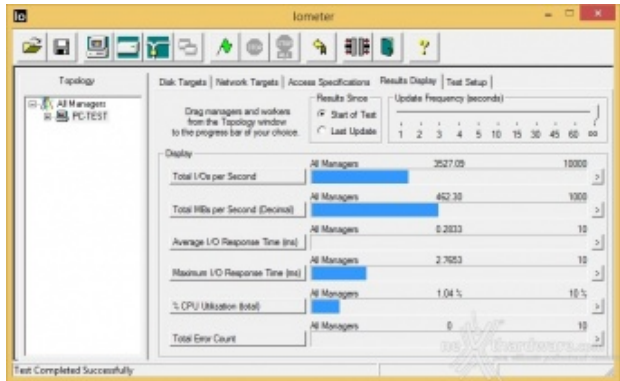 Iometer
Topology
All Managers
PC-TEST
Disk Targets | Network Targets | Access Specifications | Results Display | Test Setup
Drag managers and workers
from the Topology window
to the progress bar of your choice.
Results Since
Start of Test
Last Update
Update Frequency (seconds)
1 2 3 4 5 10 15 30 45 60 ∞
Display
All Managers 3527.09 10000
Total I/Os per Second
All Managers 462.30 1000
Total MBs per Second (Decimal)
All Managers 0.2833 10
Average I/O Response Time (ms)
All Managers 2.7653 10
Maximum I/O Response Time (ms)
All Managers 1.04 % 10 %
% CPU Utilization (total)
All Managers 0 10
Total Error Count
Test Completed Successfully